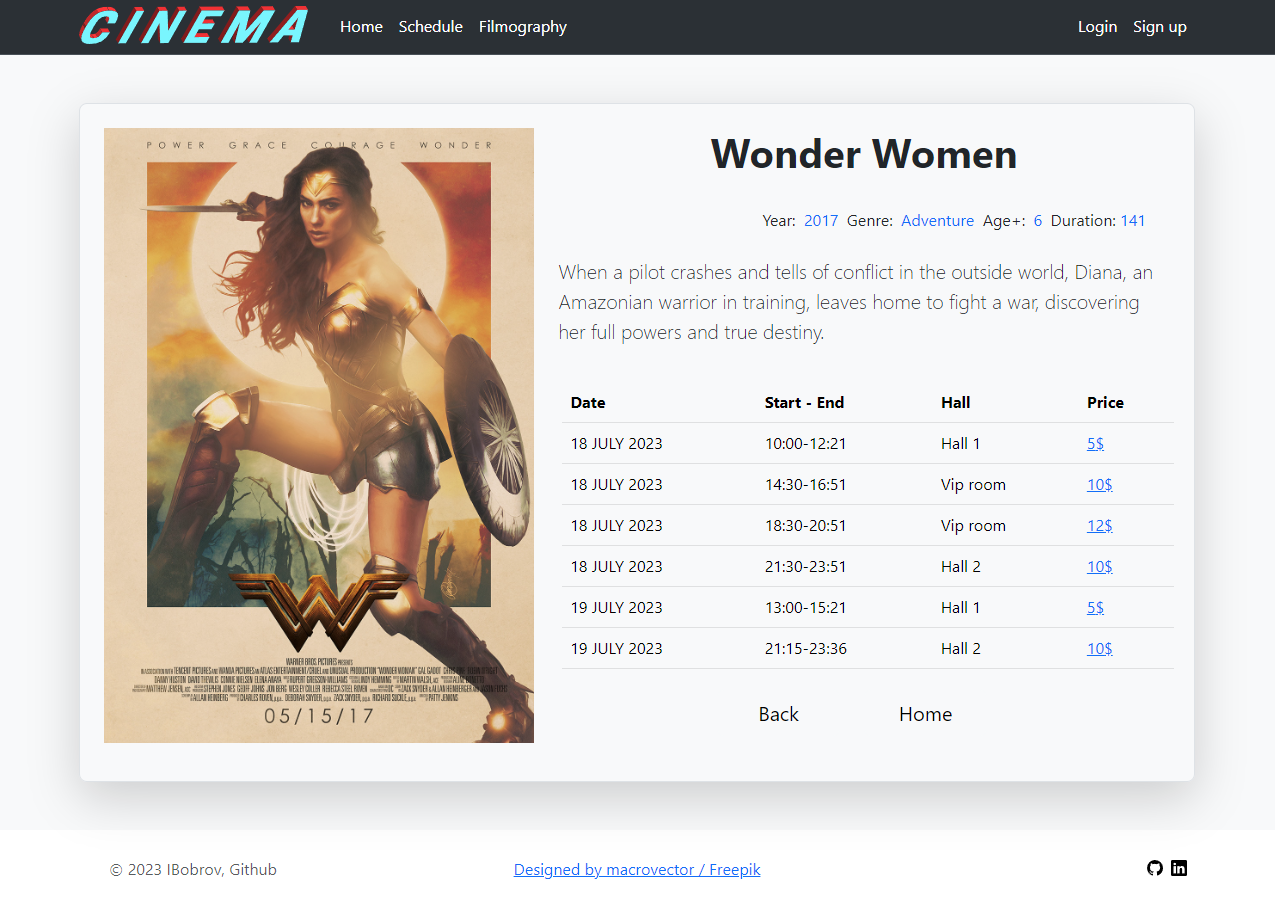 CINEMA Home Schedule Filmography Login Sign up
POWER GRACE COURAGE WONDER
WARNER BROS. PICTURES PRESENTS
05/15/17
Wonder Women
Year: 2017 Genre: Adventure Age+: 6 Duration: 141
When a pilot crashes and tells of conflict in the outside world, Diana, an
Amazonian warrior in training, leaves home to fight a war, discovering
her full powers and true destiny.
Date Start - End Hall Price
18 JULY 2023 10:00-12:21 Hall 1 5$
18 JULY 2023 14:30-16:51 Vip room 10$
18 JULY 2023 18:30-20:51 Vip room 12$
18 JULY 2023 21:30-23:51 Hall 2 10$
19 JULY 2023 13:00-15:21 Hall 1 5$
19 JULY 2023 21:15-23:36 Hall 2 10$
Back Home
© 2023 IBobrov, Github Designed by macrovector / Freepik